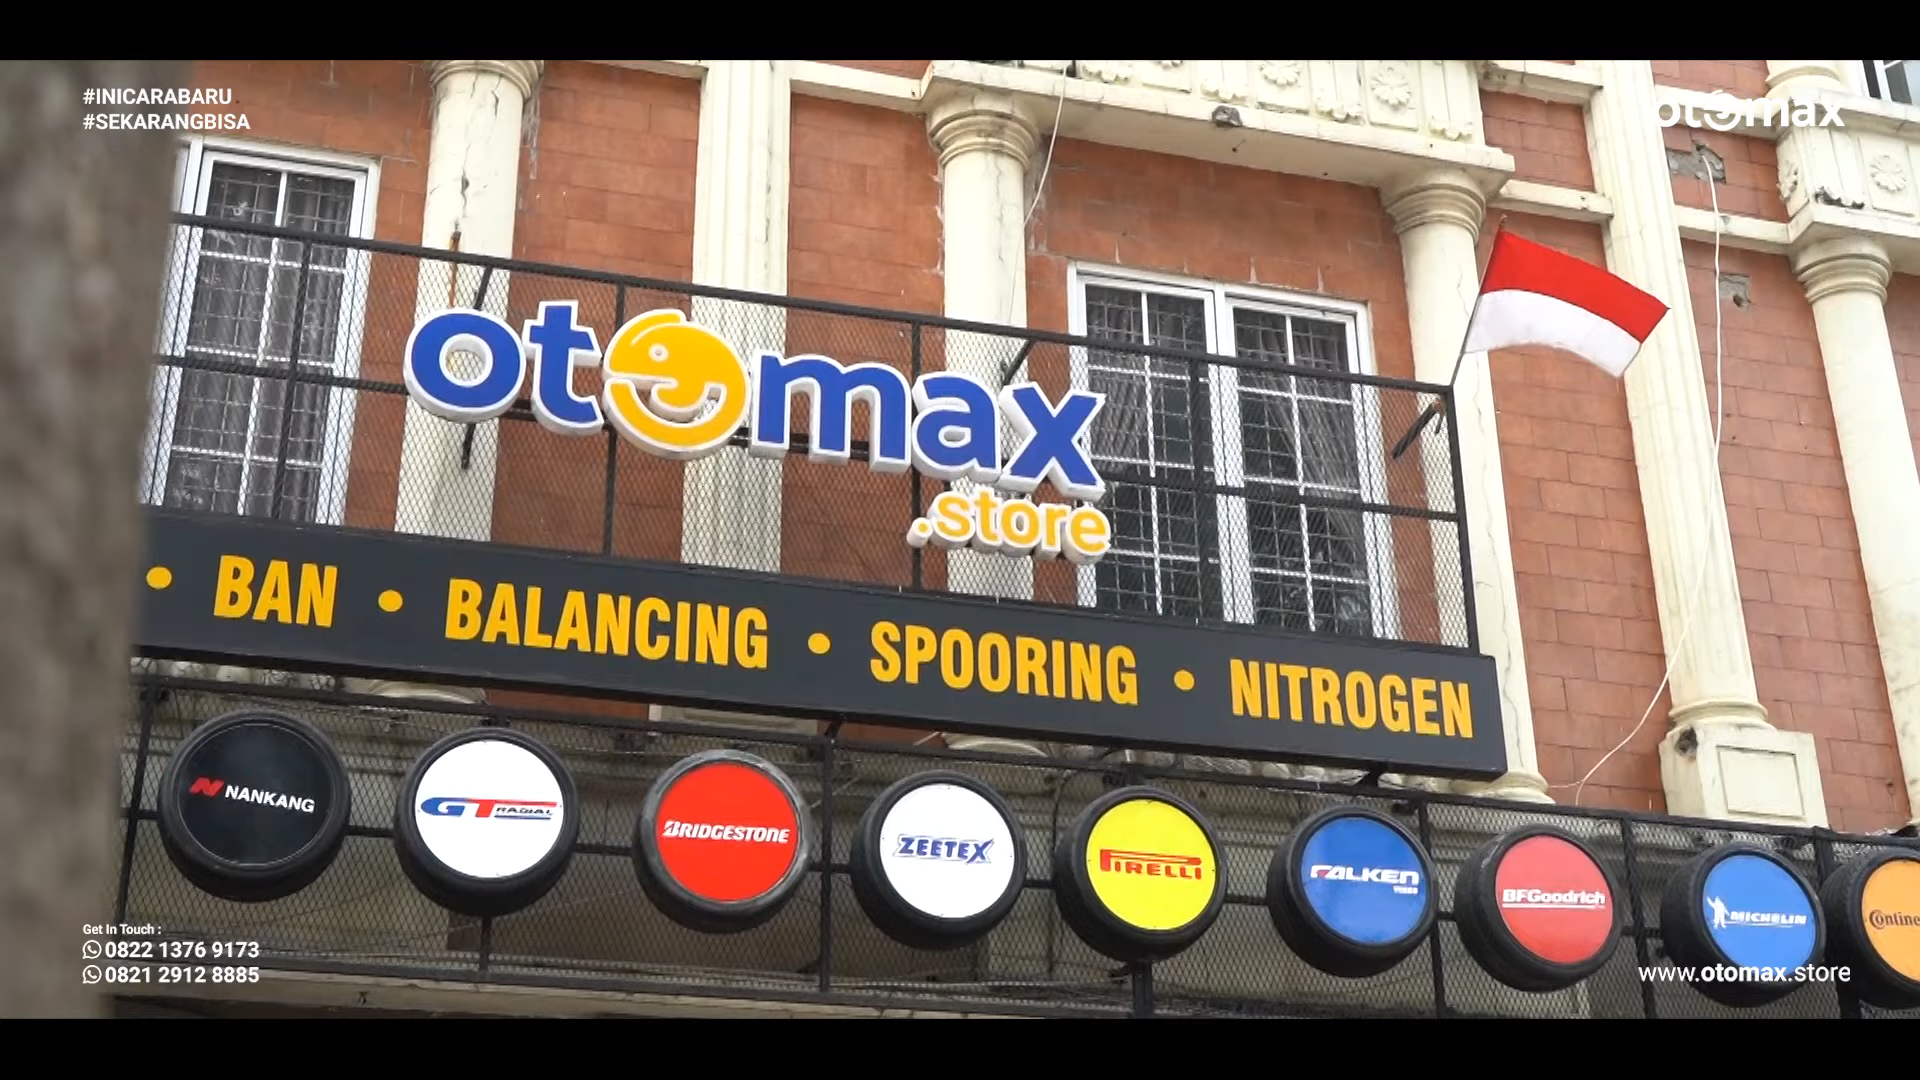 #INICARABARU
#SEKARANGBISA
otomax
otomax
.store
• BAN • BALANCING • SPOORING • NITROGEN
NANKANG
GT RADIAL
BRIDGESTONE
ZEETEX
PIRELLI
FALKEN
TIRES
BFGoodrich
MICHELIN
Get In Touch :
0822 1376 9173
0821 2912 8885
www.otomax.store